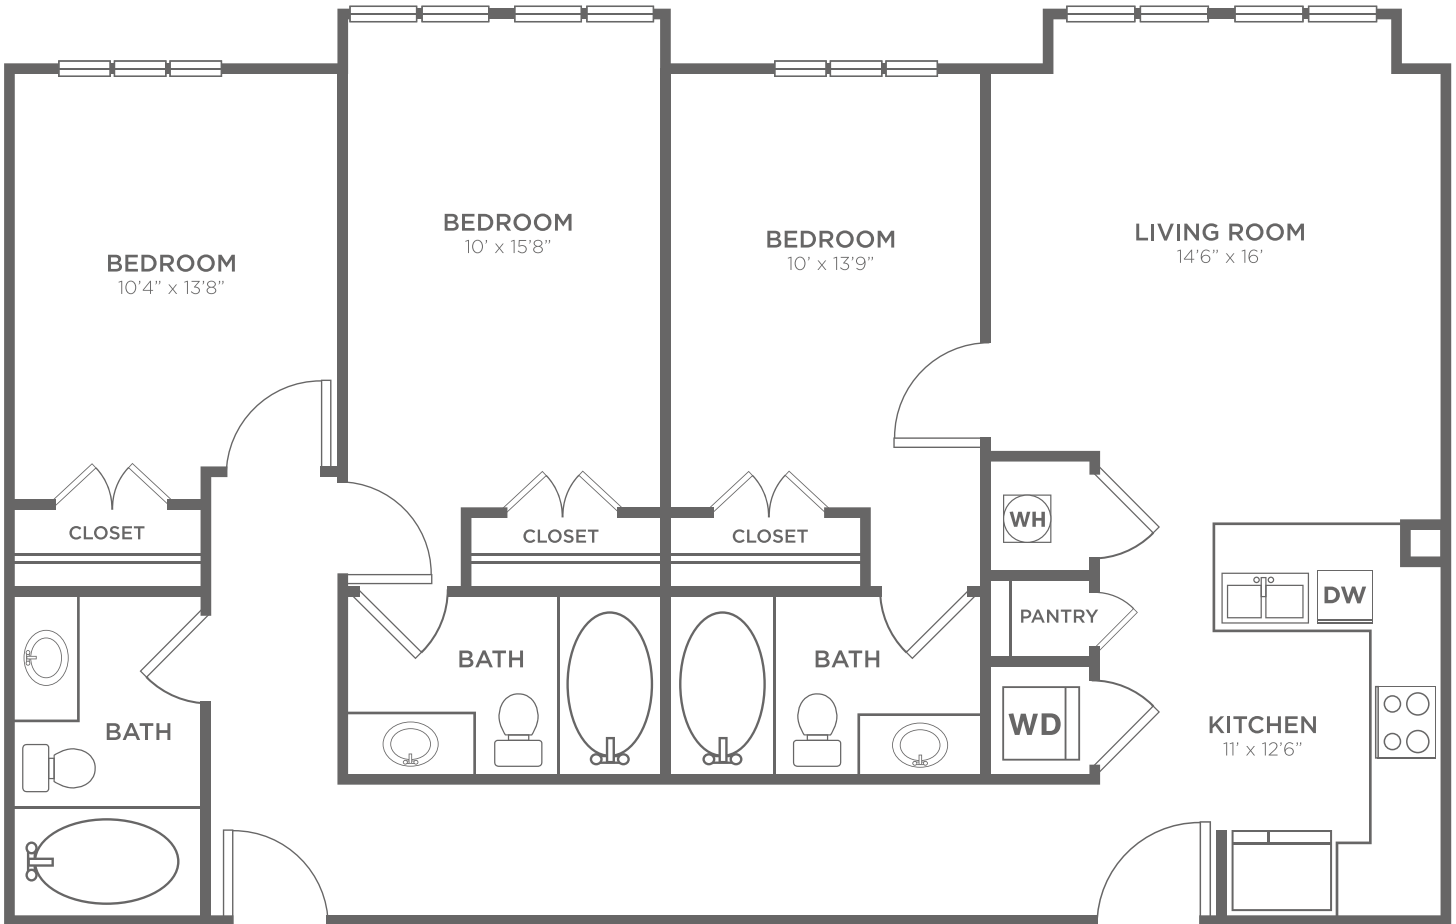 BEDROOM
10'4” x 13'8”
BEDROOM
10' x 15'8”
BEDROOM
10' x 13'9”
LIVING ROOM
14'6” x 16'
CLOSET
CLOSET
CLOSET
WH
PANTRY
DW
BATH
BATH
BATH
WD
KITCHEN
11' x 12'6”